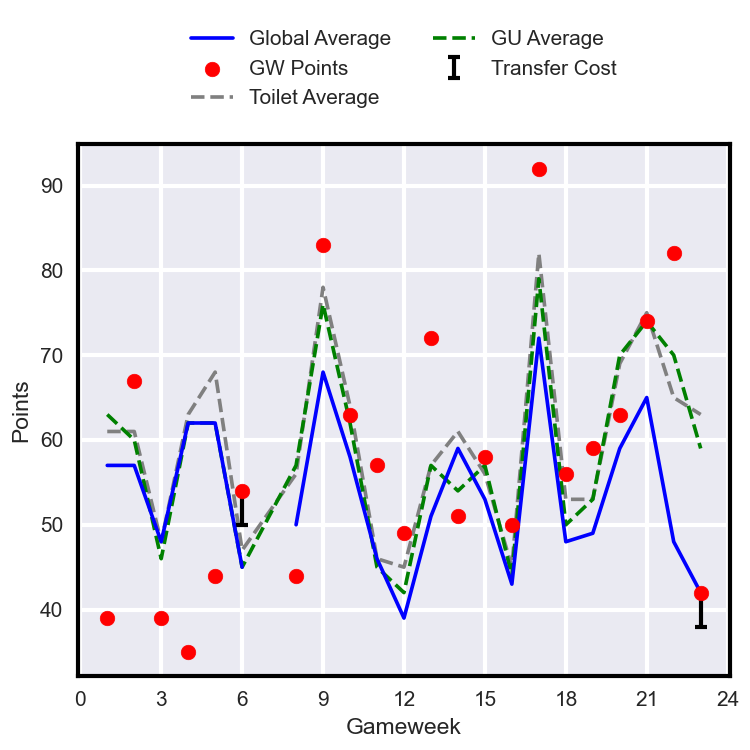 Global Average
GU Average
GW Points
Transfer Cost
Toilet Average
90
80
70
60
50
40
Points
0 3 6 9 12 15 18 21 24
Gameweek